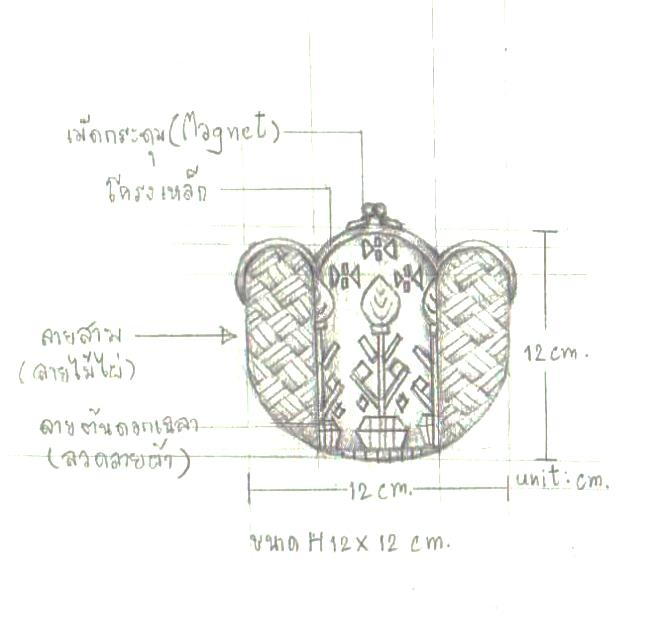 เม็ดกระดุม (Magnet)
โครงเหล็ก
ลายสาม
(ลายไม้ไผ่)
ลายต้นดอกเฉลา
(ลวดลายผ้า)
12 cm.
12 cm.
unit : cm.
ขนาด H 12 x 12 cm.